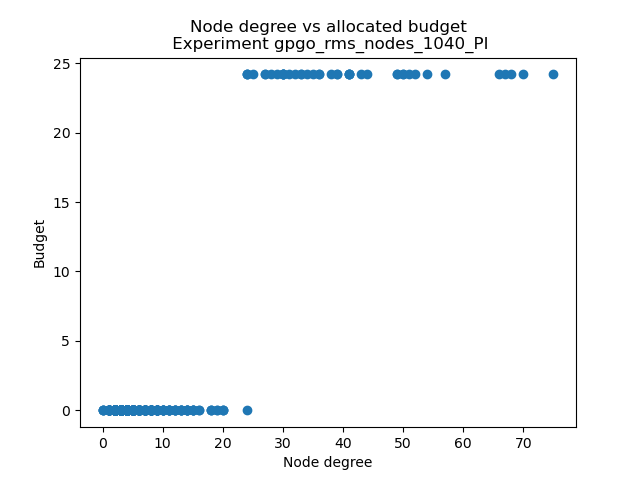 Node degree vs allocated budget
Experiment gpgo_rms_nodes_1040_PI
25
20
15
10
5
0
Budget
0 10 20 30 40 50 60 70
Node degree